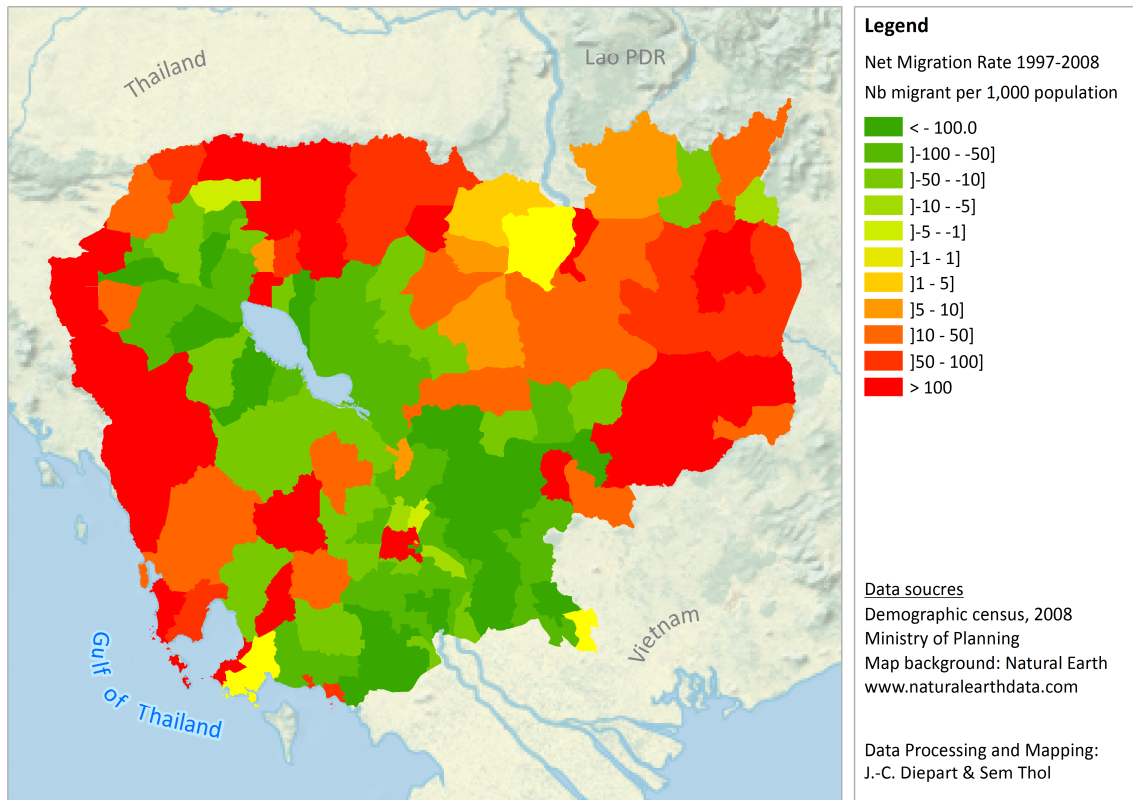 Thailand
Lao PDR
Vietnam
Gulf of Thailand
Legend
Net Migration Rate 1997-2008
Nb migrant per 1,000 population
< - 100.0
]-100 - -50]
]-50 - -10]
]-10 - -5]
]-5 - -1]
]-1 - 1]
]1 - 5]
]5 - 10]
]10 - 50]
]50 - 100]
> 100
Data soucres
Demographic census, 2008
Ministry of Planning
Map background: Natural Earth
www.naturalearthdata.com
Data Processing and Mapping:
J.-C. Diepart & Sem Thol